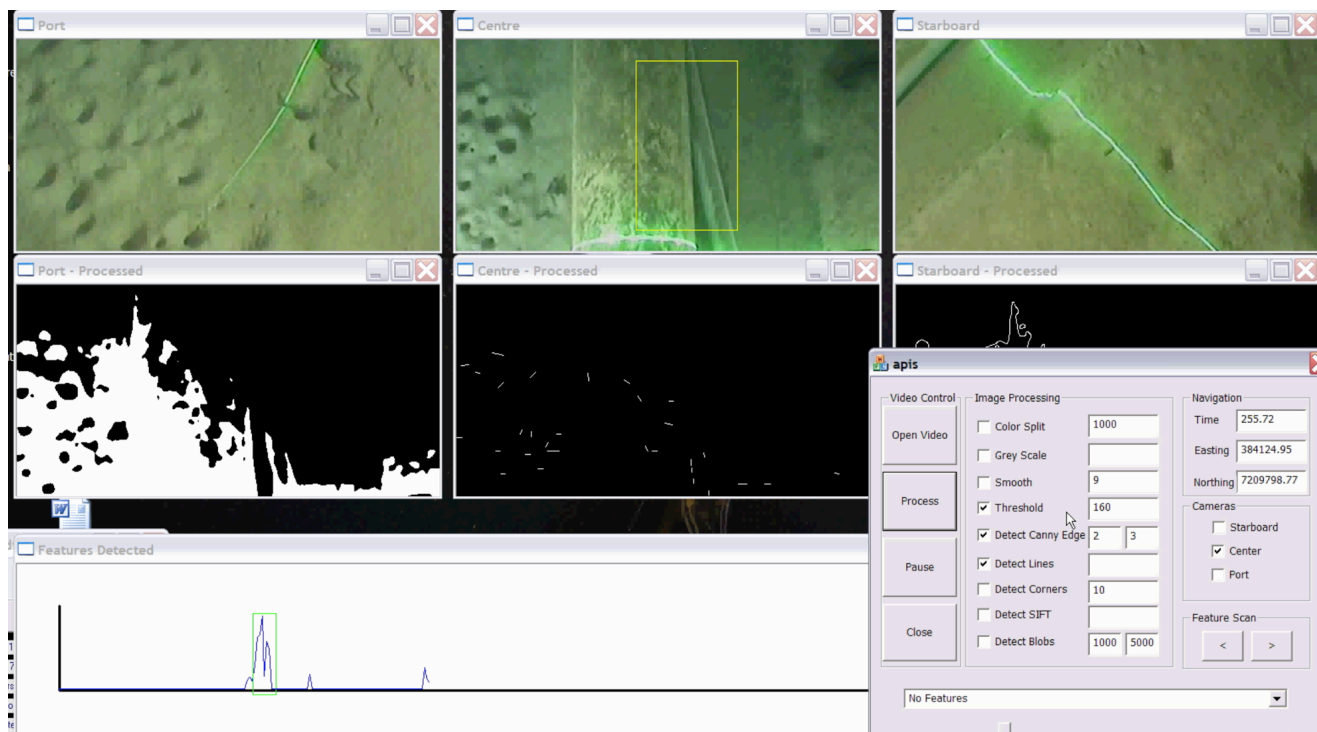 Port
Centre
Starboard
Port - Processed
Centre - Processed
Starboard - Processed
apis
Video Control
Open Video
Process
Pause
Close
Image Processing
Color Split 1000
Grey Scale
Smooth 9
Threshold 160
Detect Canny Edge 2 3
Detect Lines
Detect Corners 10
Detect SIFT
Detect Blobs 1000 5000
Navigation
Time 255.72
Easting 384124.95
Northing 7209798.77
Cameras
Starboard
Center
Port
Feature Scan
< >
No Features
Features Detected